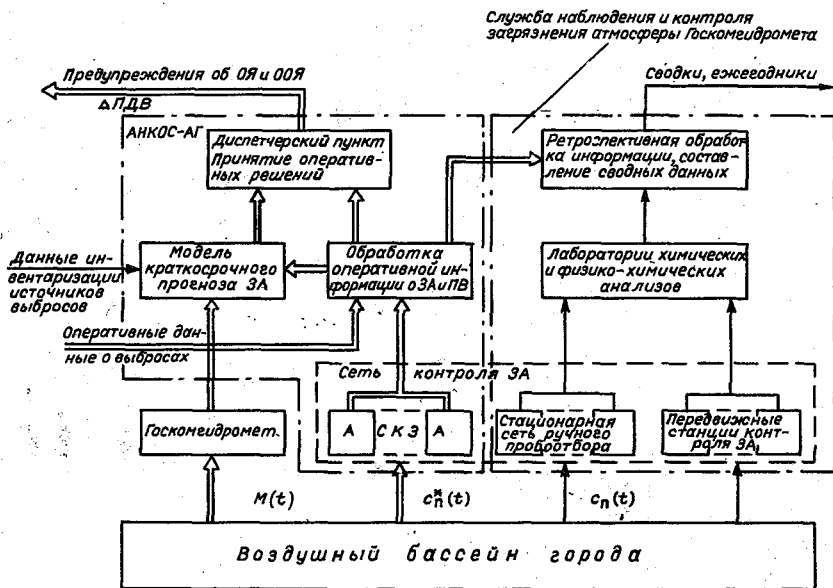 Служба наблюдения и контроля
загрязнения атмосферы Госкомгидромета
Предупреждения об ОЯ и ООЯ
Сводки, ежегодники
ΔПДВ
АНКОС-АГ
Диспетчерский пункт
Принятие оператив-
ных решений
Ретроспективная обработ
ка информации, состав-
ление сводных данных
Данные ин-
вентаризации
источников
выбросов
Модель
краткосрочного
прогноза ЗА
Обработка
оперативной ин-
формации о ЗА и ПВ
Лаборатории химических
и физико-химических
анализов
Оперативные дан-
ные о выбросах
Сеть контроля ЗА
Госкомгидромет
А СКЗ А
Стационарная
сеть ручного
пробоотбора
Передвижные
станции конт-
роля ЗА
M(t) cₙˣ(t) cₙ(t)
Воздушный бассейн города